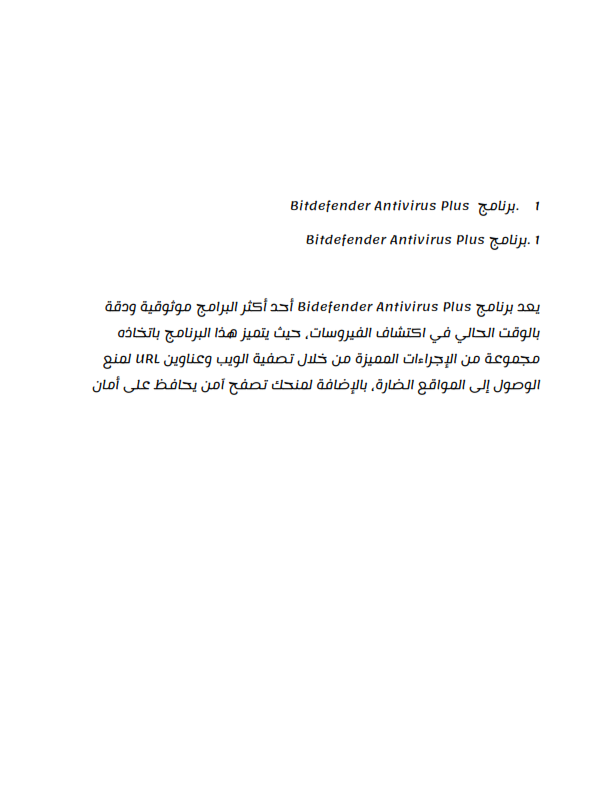 1 .برنامج Bitdefender Antivirus Plus
1 .برنامج Bitdefender Antivirus Plus
يعد برنامج Bidefender Antivirus Plus أحد أكثر البرامج موثوقية ودقة
بالوقت الحالي في اكتشاف الفيروسات، حيث يتميز هذا البرنامج باتخاذه
مجموعة من الإجراءات المميزة من خلال تصفية الويب وعناوين URL لمنع
الوصول إلى المواقع الضارة، بالإضافة لمنحك تصفح آمن يحافظ على أمان